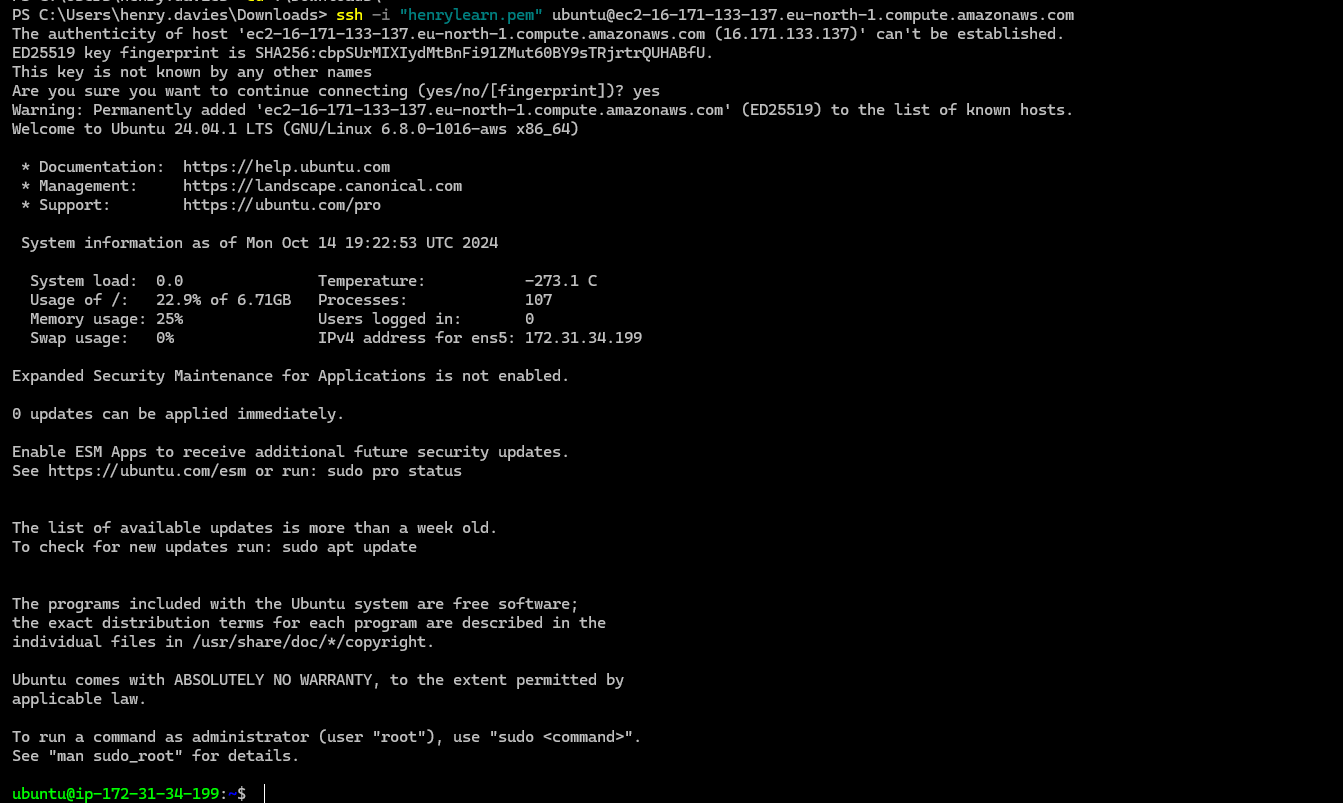 PS C:\Users\henry.davies\Downloads> ssh -i "henrylearn.pem" ubuntu@ec2-16-171-133-137.eu-north-1.compute.amazonaws.com
The authenticity of host 'ec2-16-171-133-137.eu-north-1.compute.amazonaws.com (16.171.133.137)' can't be established.
ED25519 key fingerprint is SHA256:cbpSUrMIXIydMtBnFi91ZMut60BY9sTRjrtrQUHABfU.
This key is not known by any other names
Are you sure you want to continue connecting (yes/no/[fingerprint])? yes
Warning: Permanently added 'ec2-16-171-133-137.eu-north-1.compute.amazonaws.com' (ED25519) to the list of known hosts.
Welcome to Ubuntu 24.04.1 LTS (GNU/Linux 6.8.0-1016-aws x86_64)

 * Documentation:  https://help.ubuntu.com
 * Management:     https://landscape.canonical.com
 * Support:        https://ubuntu.com/pro

 System information as of Mon Oct 14 19:22:53 UTC 2024

  System load:  0.0               Temperature:           -273.1 C
  Usage of /:   22.9% of 6.71GB   Processes:             107
  Memory usage: 25%               Users logged in:       0
  Swap usage:   0%                IPv4 address for ens5: 172.31.34.199

Expanded Security Maintenance for Applications is not enabled.

0 updates can be applied immediately.

Enable ESM Apps to receive additional future security updates.
See https://ubuntu.com/esm or run: sudo pro status

The list of available updates is more than a week old.
To check for new updates run: sudo apt update

The programs included with the Ubuntu system are free software;
the exact distribution terms for each program are described in the
individual files in /usr/share/doc/*/copyright.

Ubuntu comes with ABSOLUTELY NO WARRANTY, to the extent permitted by
applicable law.

To run a command as administrator (user "root"), use "sudo <command>".
See "man sudo_root" for details.

ubuntu@ip-172-31-34-199:~$